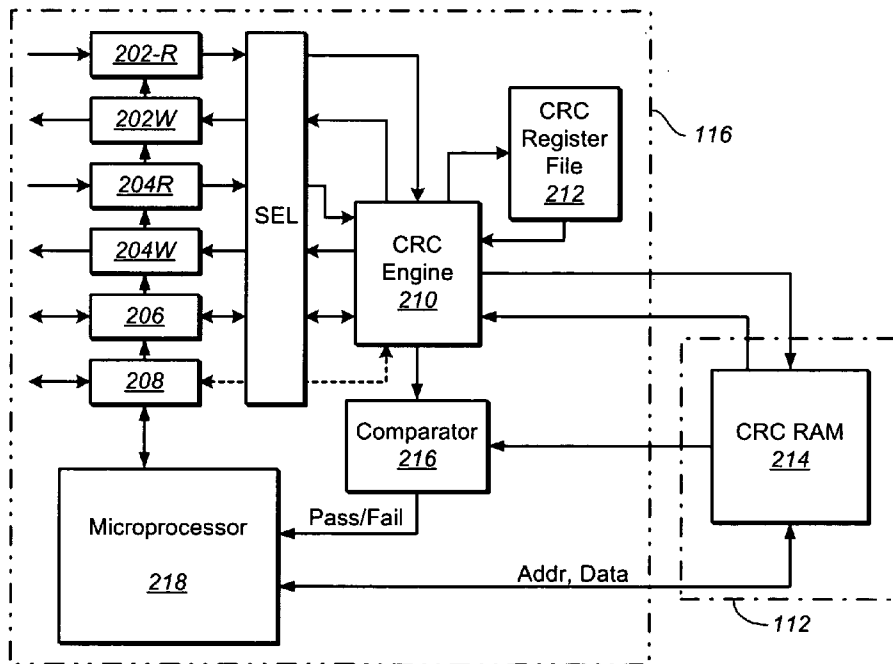 202-R
202W
204R
204W
206
208
SEL
CRC
Engine
210
CRC
Register
File
212
116
Comparator
216
CRC RAM
214
Microprocessor
218
Pass/Fail
Addr, Data
112